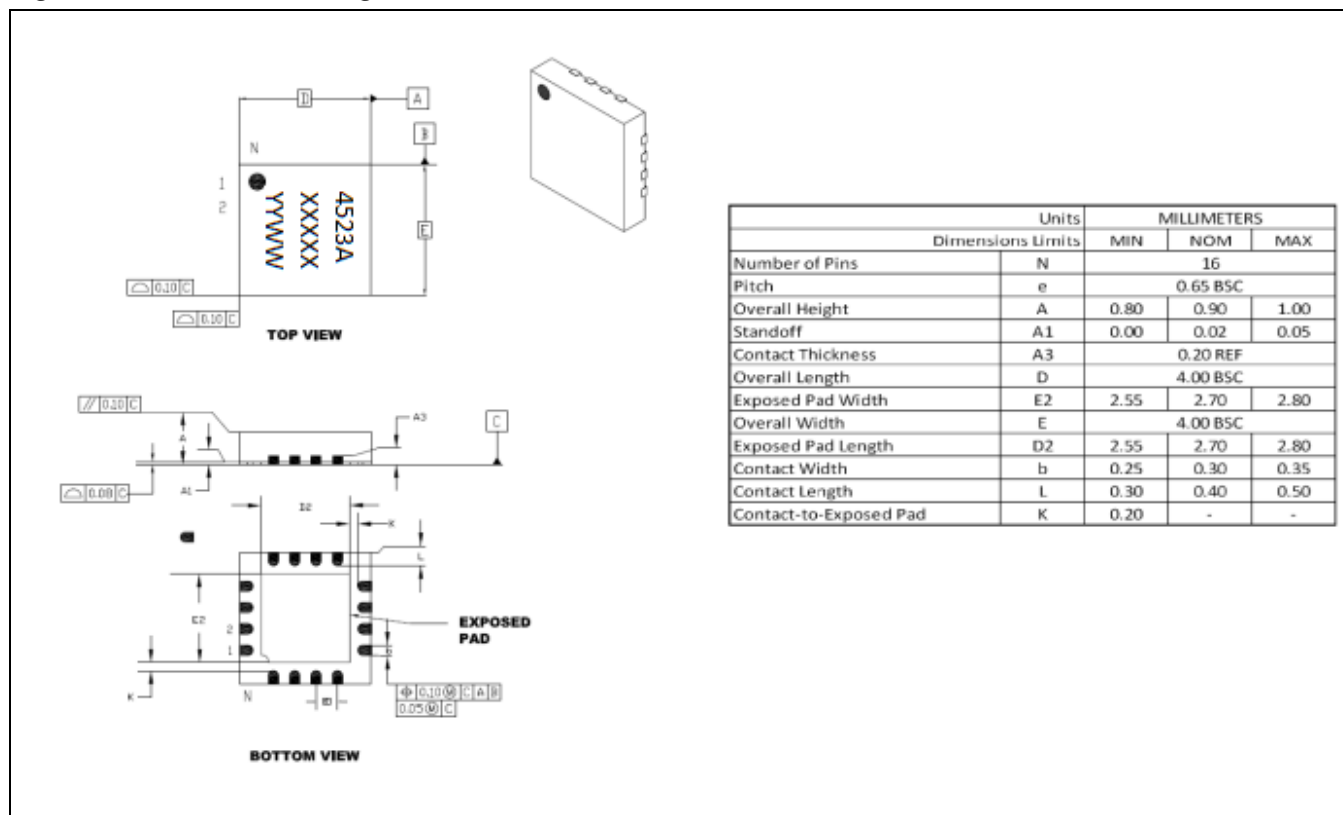 D
A
B
N
1
2
4523A
XXXXX
YYWW
E
0.10 C
0.10 C
TOP VIEW
// 0.10 C
A
A3
C
0.08 C
A1
D2
K
L
E2
2
1
EXPOSED
PAD
K
N
0.10 Ⓜ C A B
0.05 Ⓜ C
BOTTOM VIEW
Units MILLIMETERS
Dimensions Limits MIN NOM MAX
Number of Pins N 16
Pitch e 0.65 BSC
Overall Height A 0.80 0.90 1.00
Standoff A1 0.00 0.02 0.05
Contact Thickness A3 0.20 REF
Overall Length D 4.00 BSC
Exposed Pad Width E2 2.55 2.70 2.80
Overall Width E 4.00 BSC
Exposed Pad Length D2 2.55 2.70 2.80
Contact Width b 0.25 0.30 0.35
Contact Length L 0.30 0.40 0.50
Contact-to-Exposed Pad K 0.20 - -